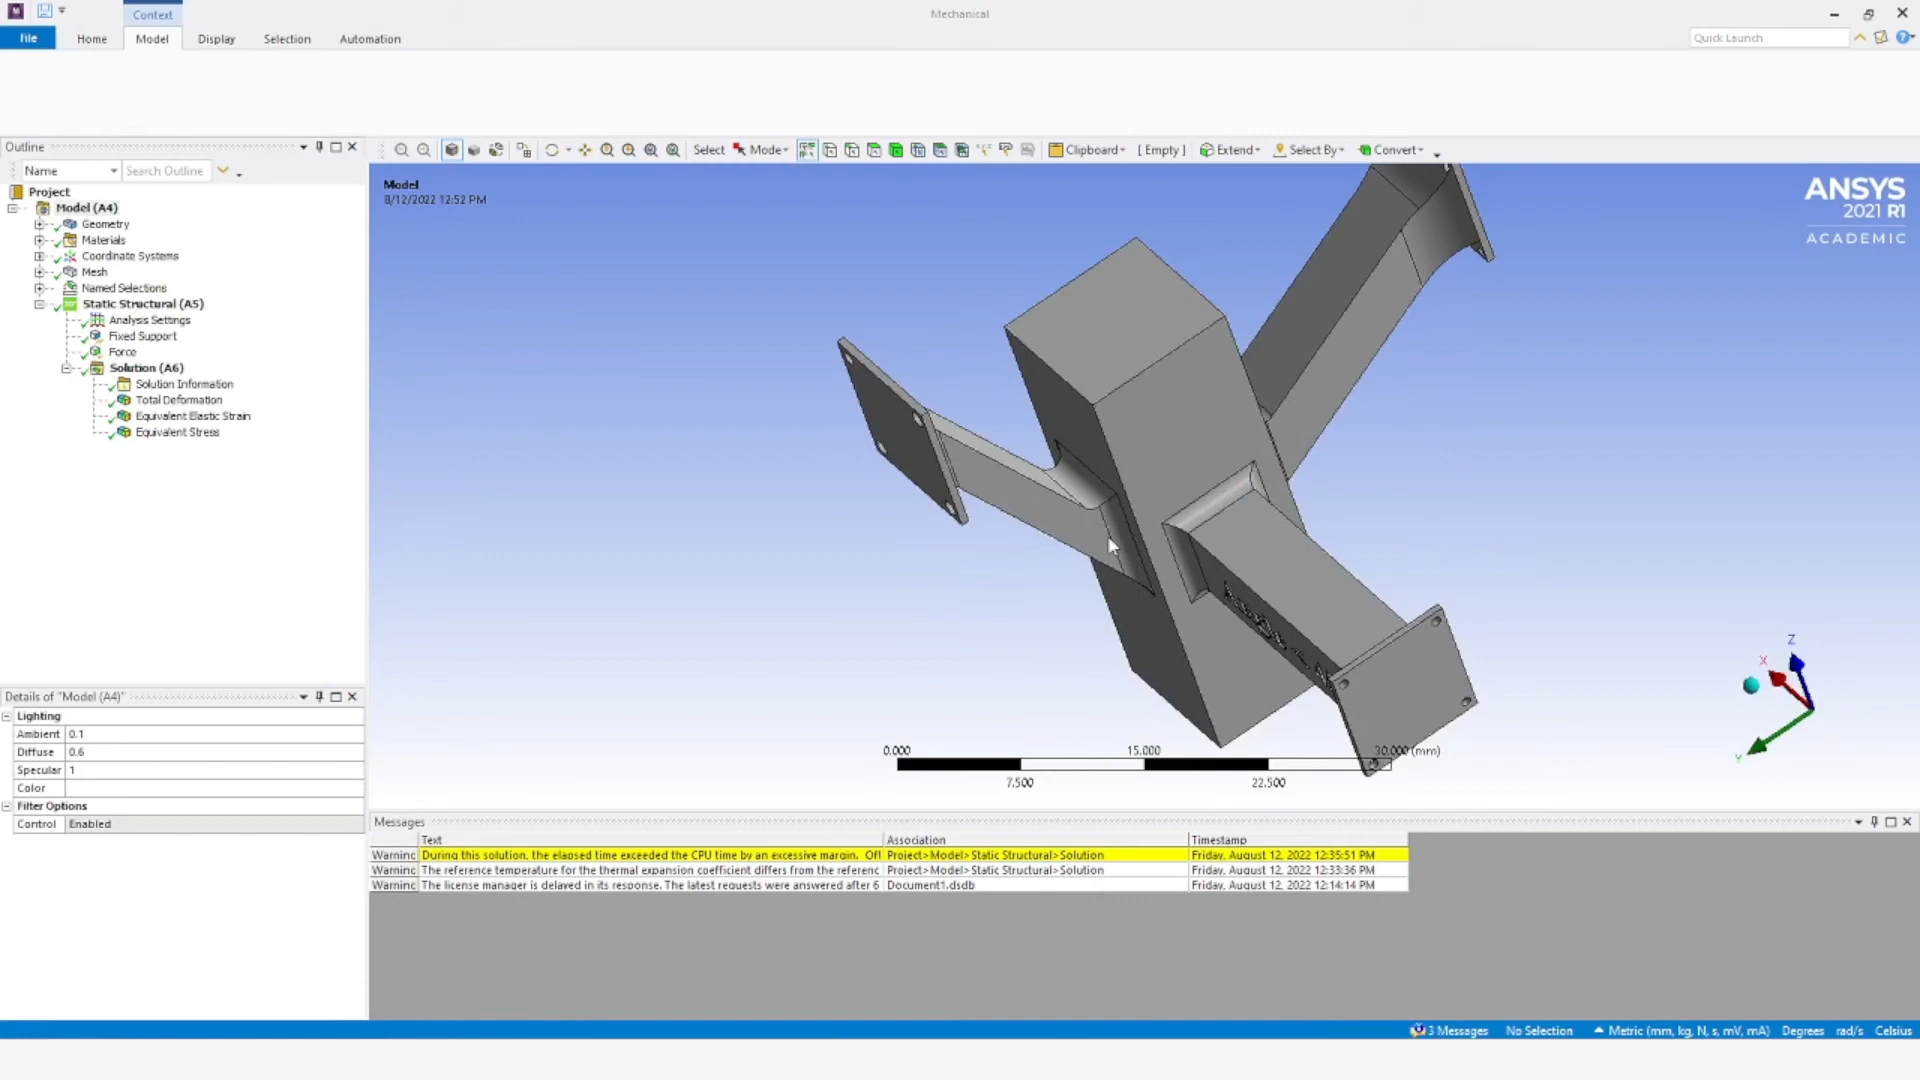 Context
Mechanical
File
Home
Model
Display
Selection
Automation
Quick Launch
Outline
Name
Search Outline
Select
Mode
Clipboard
[ Empty ]
Extend
Select By
Convert
Project
Model (A4)
Geometry
Materials
Coordinate Systems
Mesh
Named Selections
Static Structural (A5)
Analysis Settings
Fixed Support
Force
Solution (A6)
Solution Information
Total Deformation
Equivalent Elastic Strain
Equivalent Stress
Model
8/12/2022 12:52 PM
ANSYS
2021 R1
ACADEMIC
Z
X
Y
0.000
15.000
30.000 (mm)
7.500
22.500
Details of "Model (A4)"
Lighting
Ambient 0.1
Diffuse 0.6
Specular 1
Color
Filter Options
Control Enabled
Messages
Text Association Timestamp
Warning During this solution, the elapsed time exceeded the CPU time by an excessive margin. Project>Model>Static Structural>Solution Friday, August 12, 2022 12:35:51 PM
Warning The reference temperature for the thermal expansion coefficient differs from the referenc Project>Model>Static Structural>Solution Friday, August 12, 2022 12:33:36 PM
Warning The license manager is delayed in its response. The latest requests were answered after 6 Document1.dsdb Friday, August 12, 2022 12:14:14 PM
3 Messages
No Selection
Metric (mm, kg, N, s, mV, mA)
Degrees
rad/s
Celsius